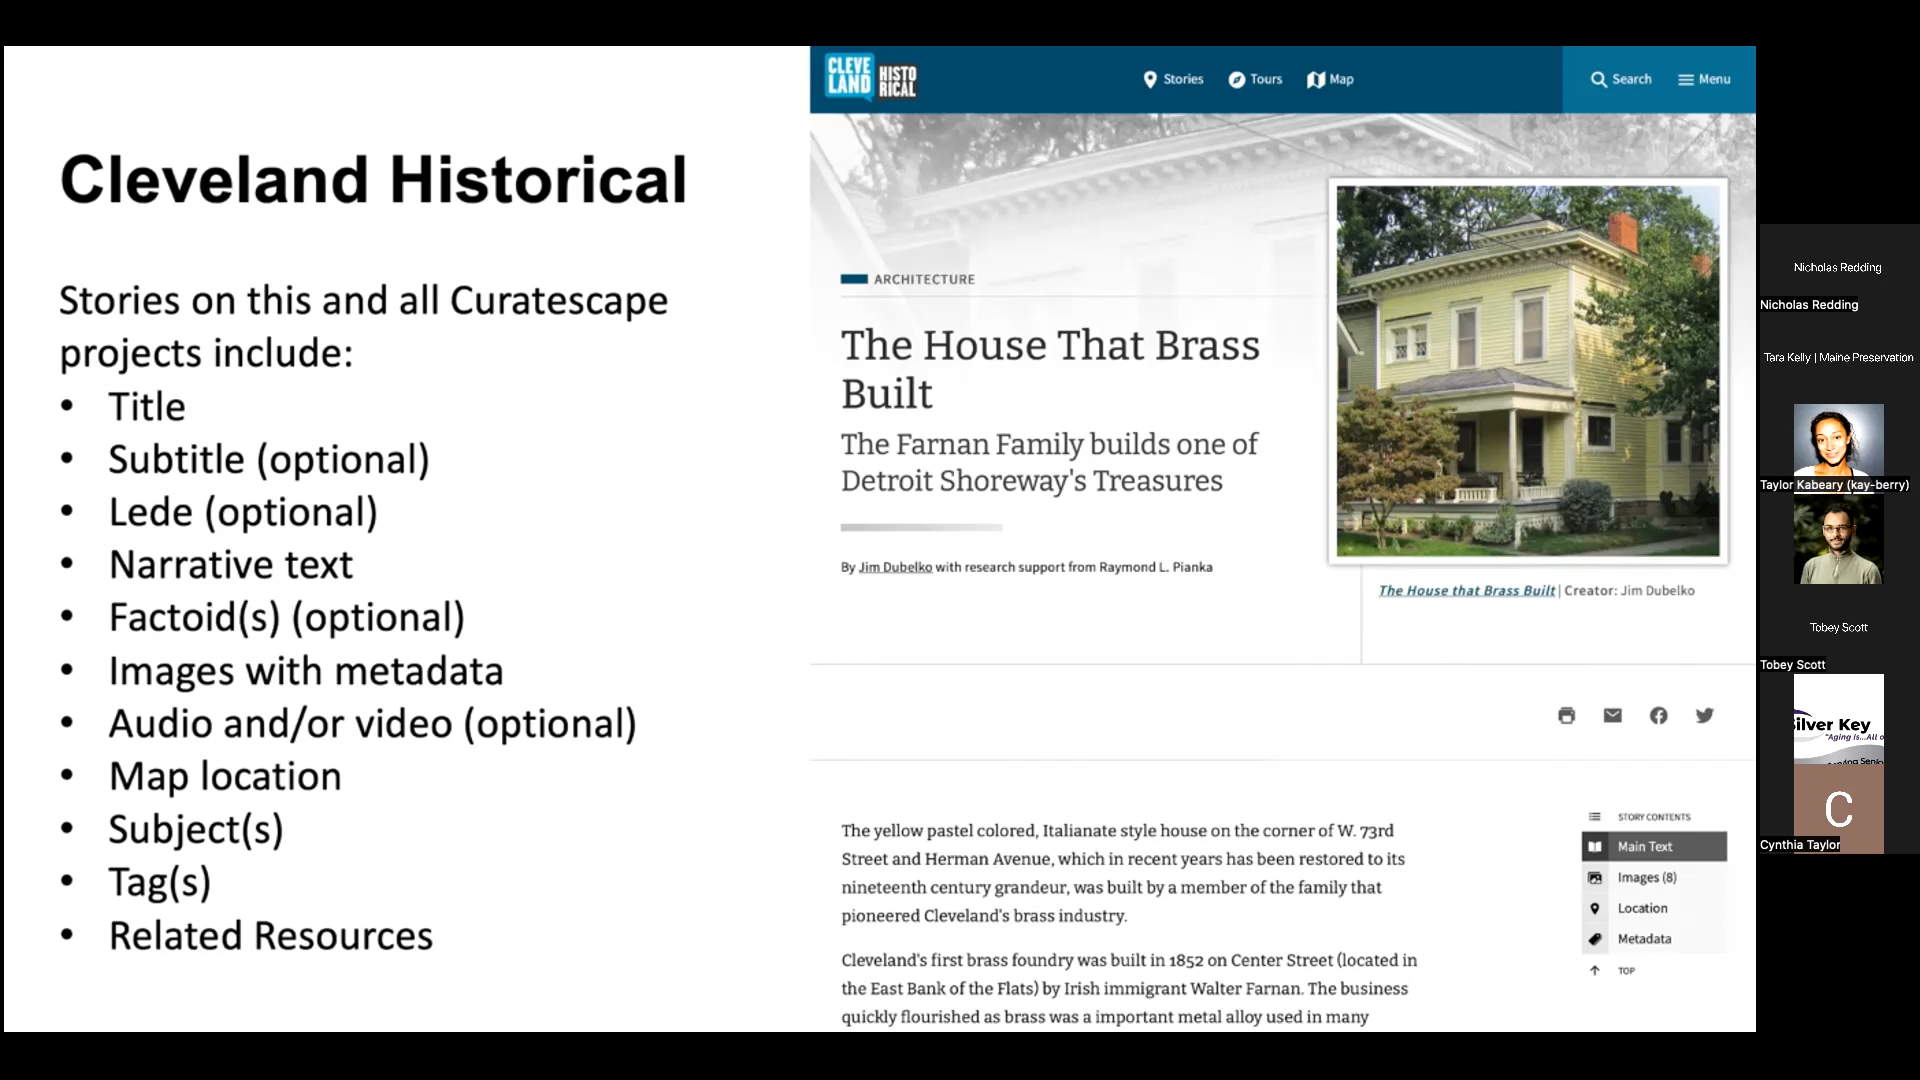 Cleveland Historical
Stories on this and all Curatescape
projects include:
• Title
• Subtitle (optional)
• Lede (optional)
• Narrative text
• Factoid(s) (optional)
• Images with metadata
• Audio and/or video (optional)
• Map location
• Subject(s)
• Tag(s)
• Related Resources
CLEVE
LAND
HISTO
RICAL
Stories
Tours
Map
Search
Menu
ARCHITECTURE
The House That Brass
Built
The Farnan Family builds one of
Detroit Shoreway's Treasures
By Jim Dubelko with research support from Raymond L. Pianka
The House that Brass Built | Creator: Jim Dubelko
The yellow pastel colored, Italianate style house on the corner of W. 73rd
Street and Herman Avenue, which in recent years has been restored to its
nineteenth century grandeur, was built by a member of the family that
pioneered Cleveland's brass industry.
Cleveland's first brass foundry was built in 1852 on Center Street (located in
the East Bank of the Flats) by Irish immigrant Walter Farnan. The business
quickly flourished as brass was a important metal alloy used in many
STORY CONTENTS
Main Text
Images (8)
Location
Metadata
TOP
Nicholas Redding
Nicholas Redding
Tara Kelly | Maine Preservation
Taylor Kabeary (kay-berry)
Tobey Scott
Tobey Scott
ilver Key
"Aging Is...All o
C
Cynthia Taylor